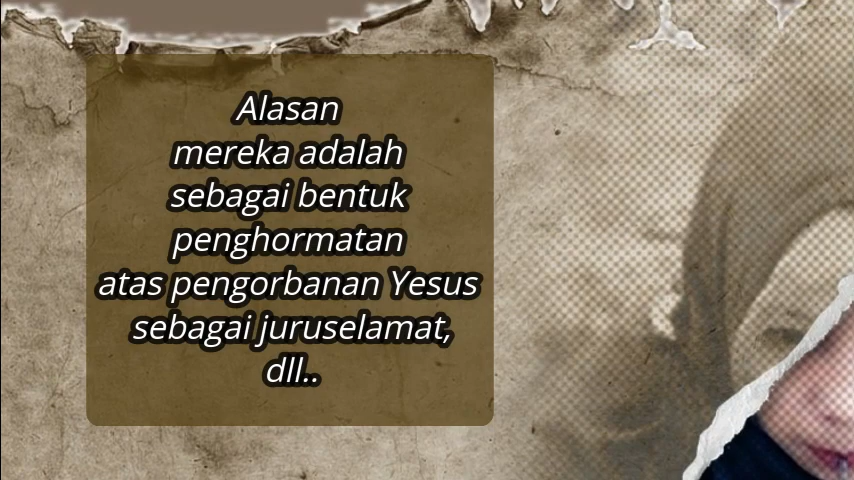 Alasan
mereka adalah
sebagai bentuk
penghormatan
atas pengorbanan Yesus
sebagai juruselamat,
dll..